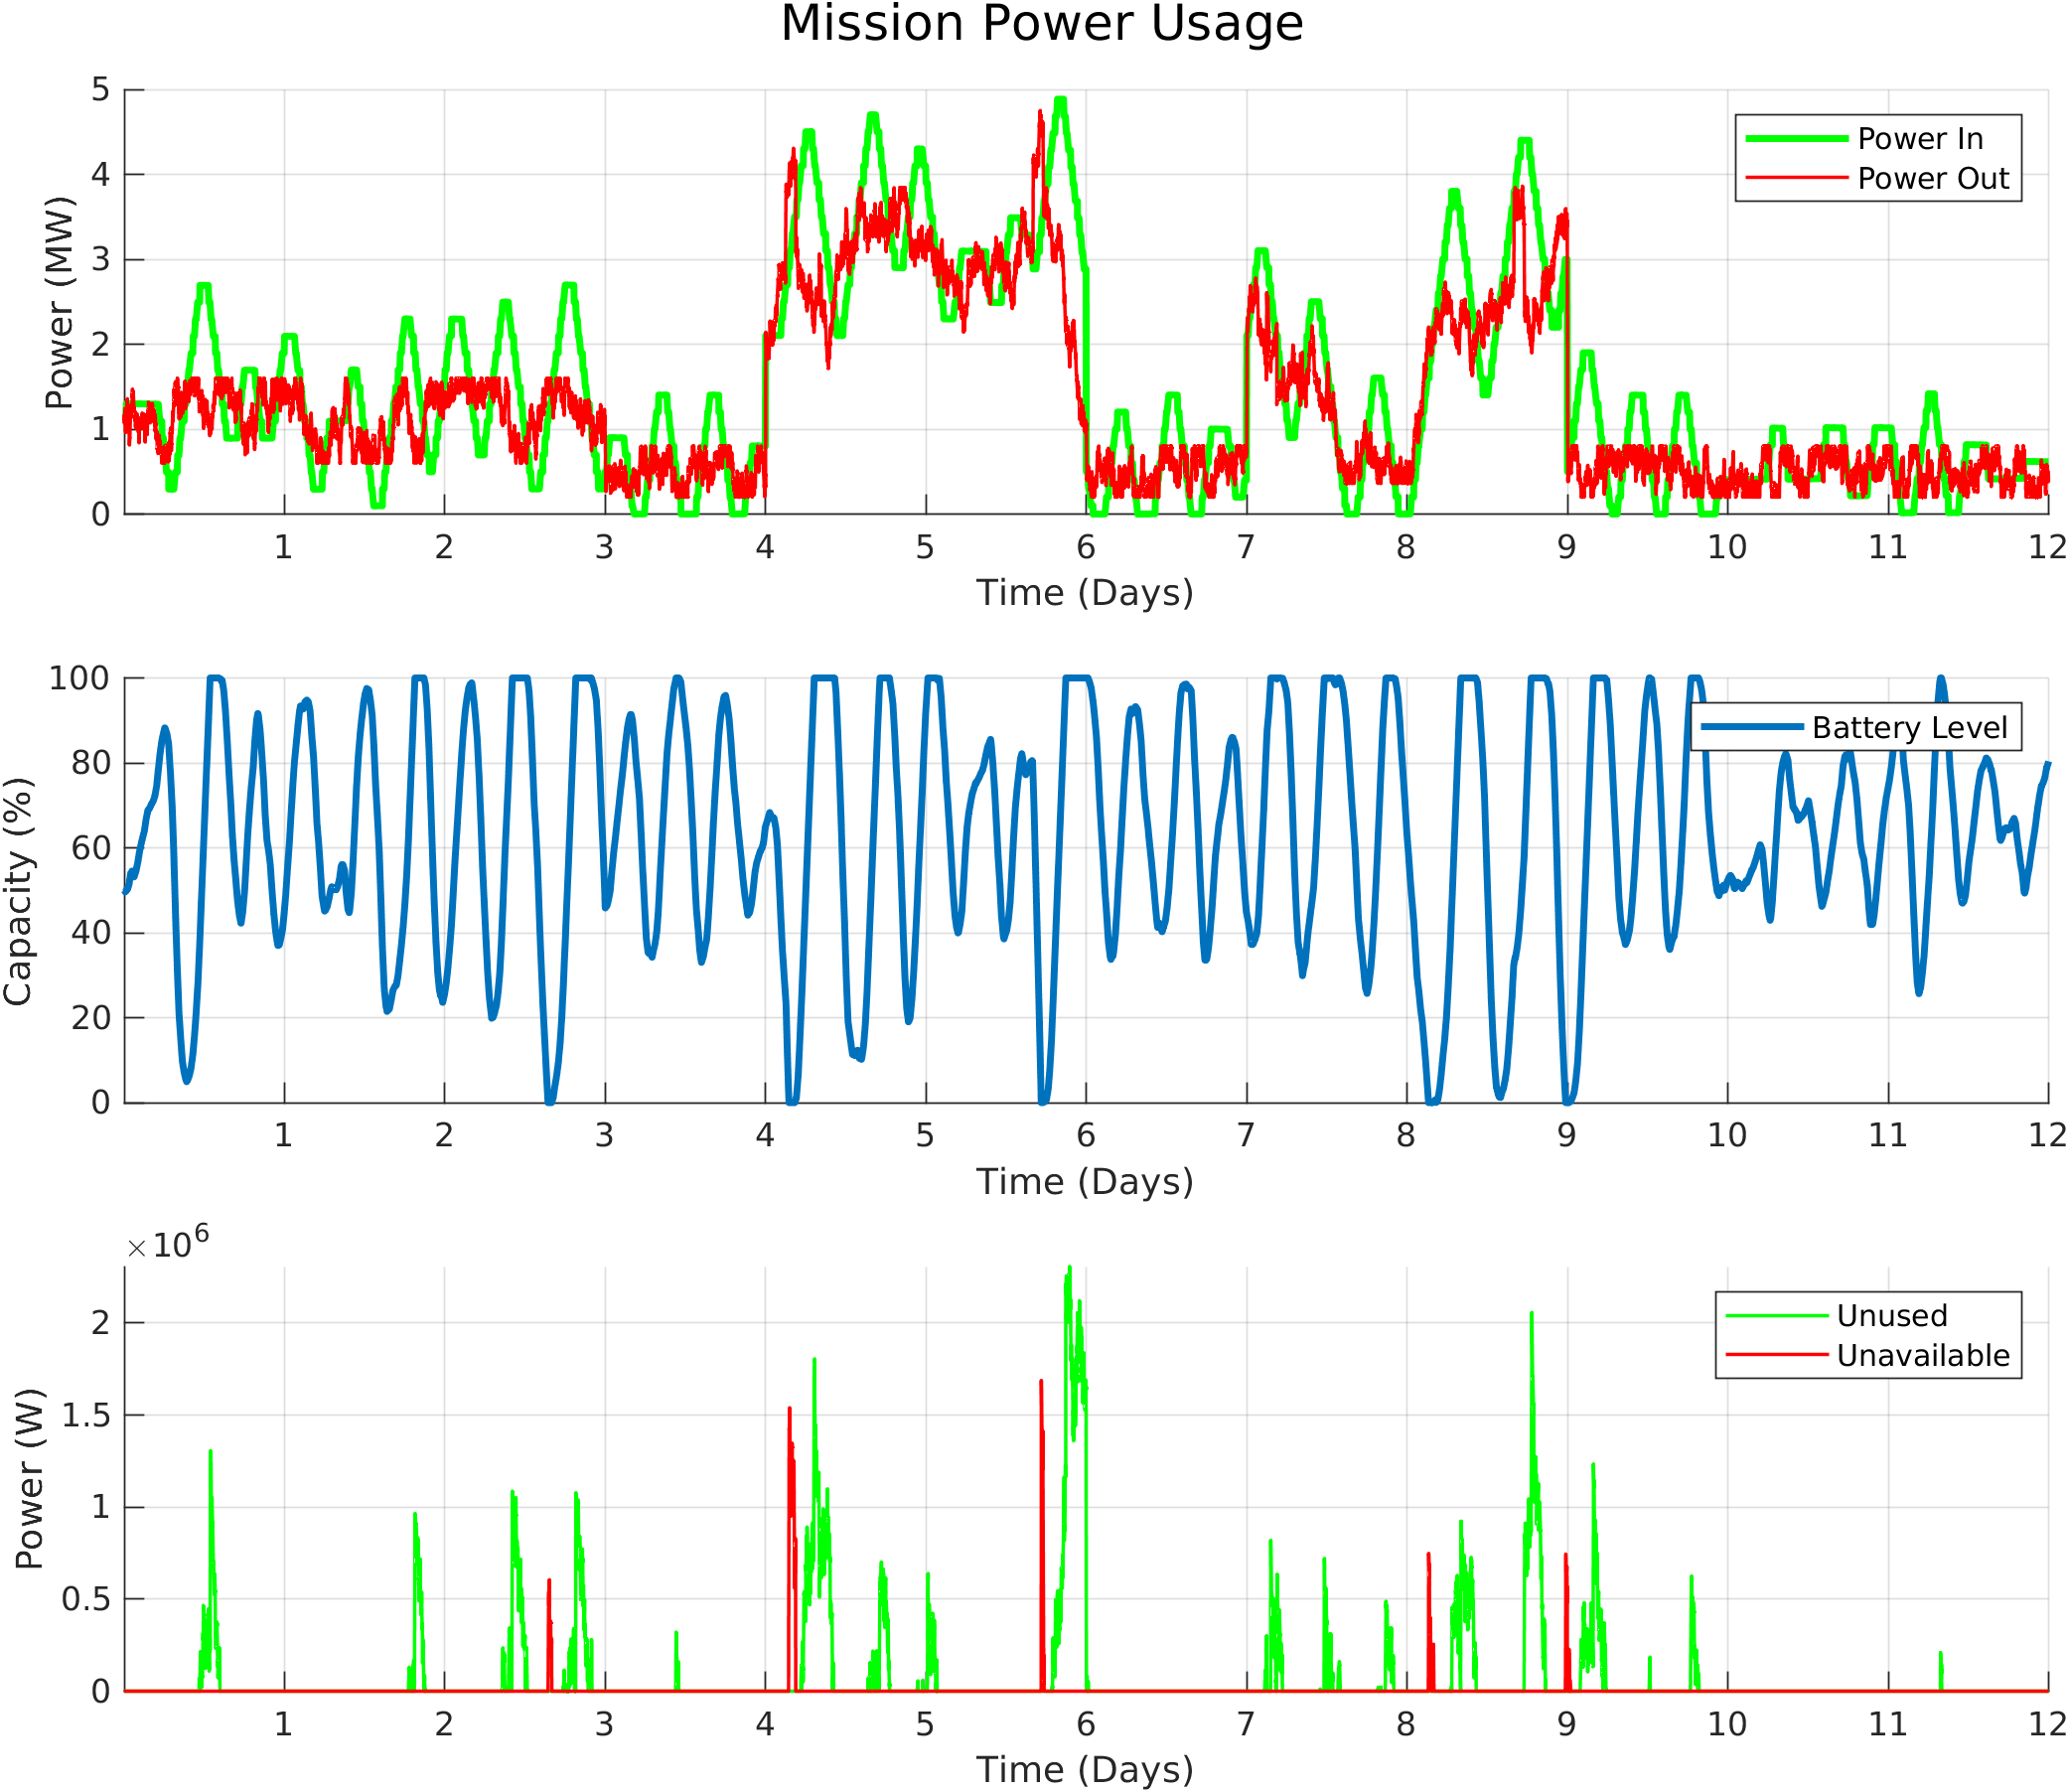 Mission Power Usage
5
4
3
2
1
0
Power (MW)
Power In
Power Out
1 2 3 4 5 6 7 8 9 10 11 12
Time (Days)
100
80
60
40
20
0
Capacity (%)
Battery Level
1 2 3 4 5 6 7 8 9 10 11 12
Time (Days)
×10⁶
2
1.5
1
0.5
0
Power (W)
Unused
Unavailable
1 2 3 4 5 6 7 8 9 10 11 12
Time (Days)